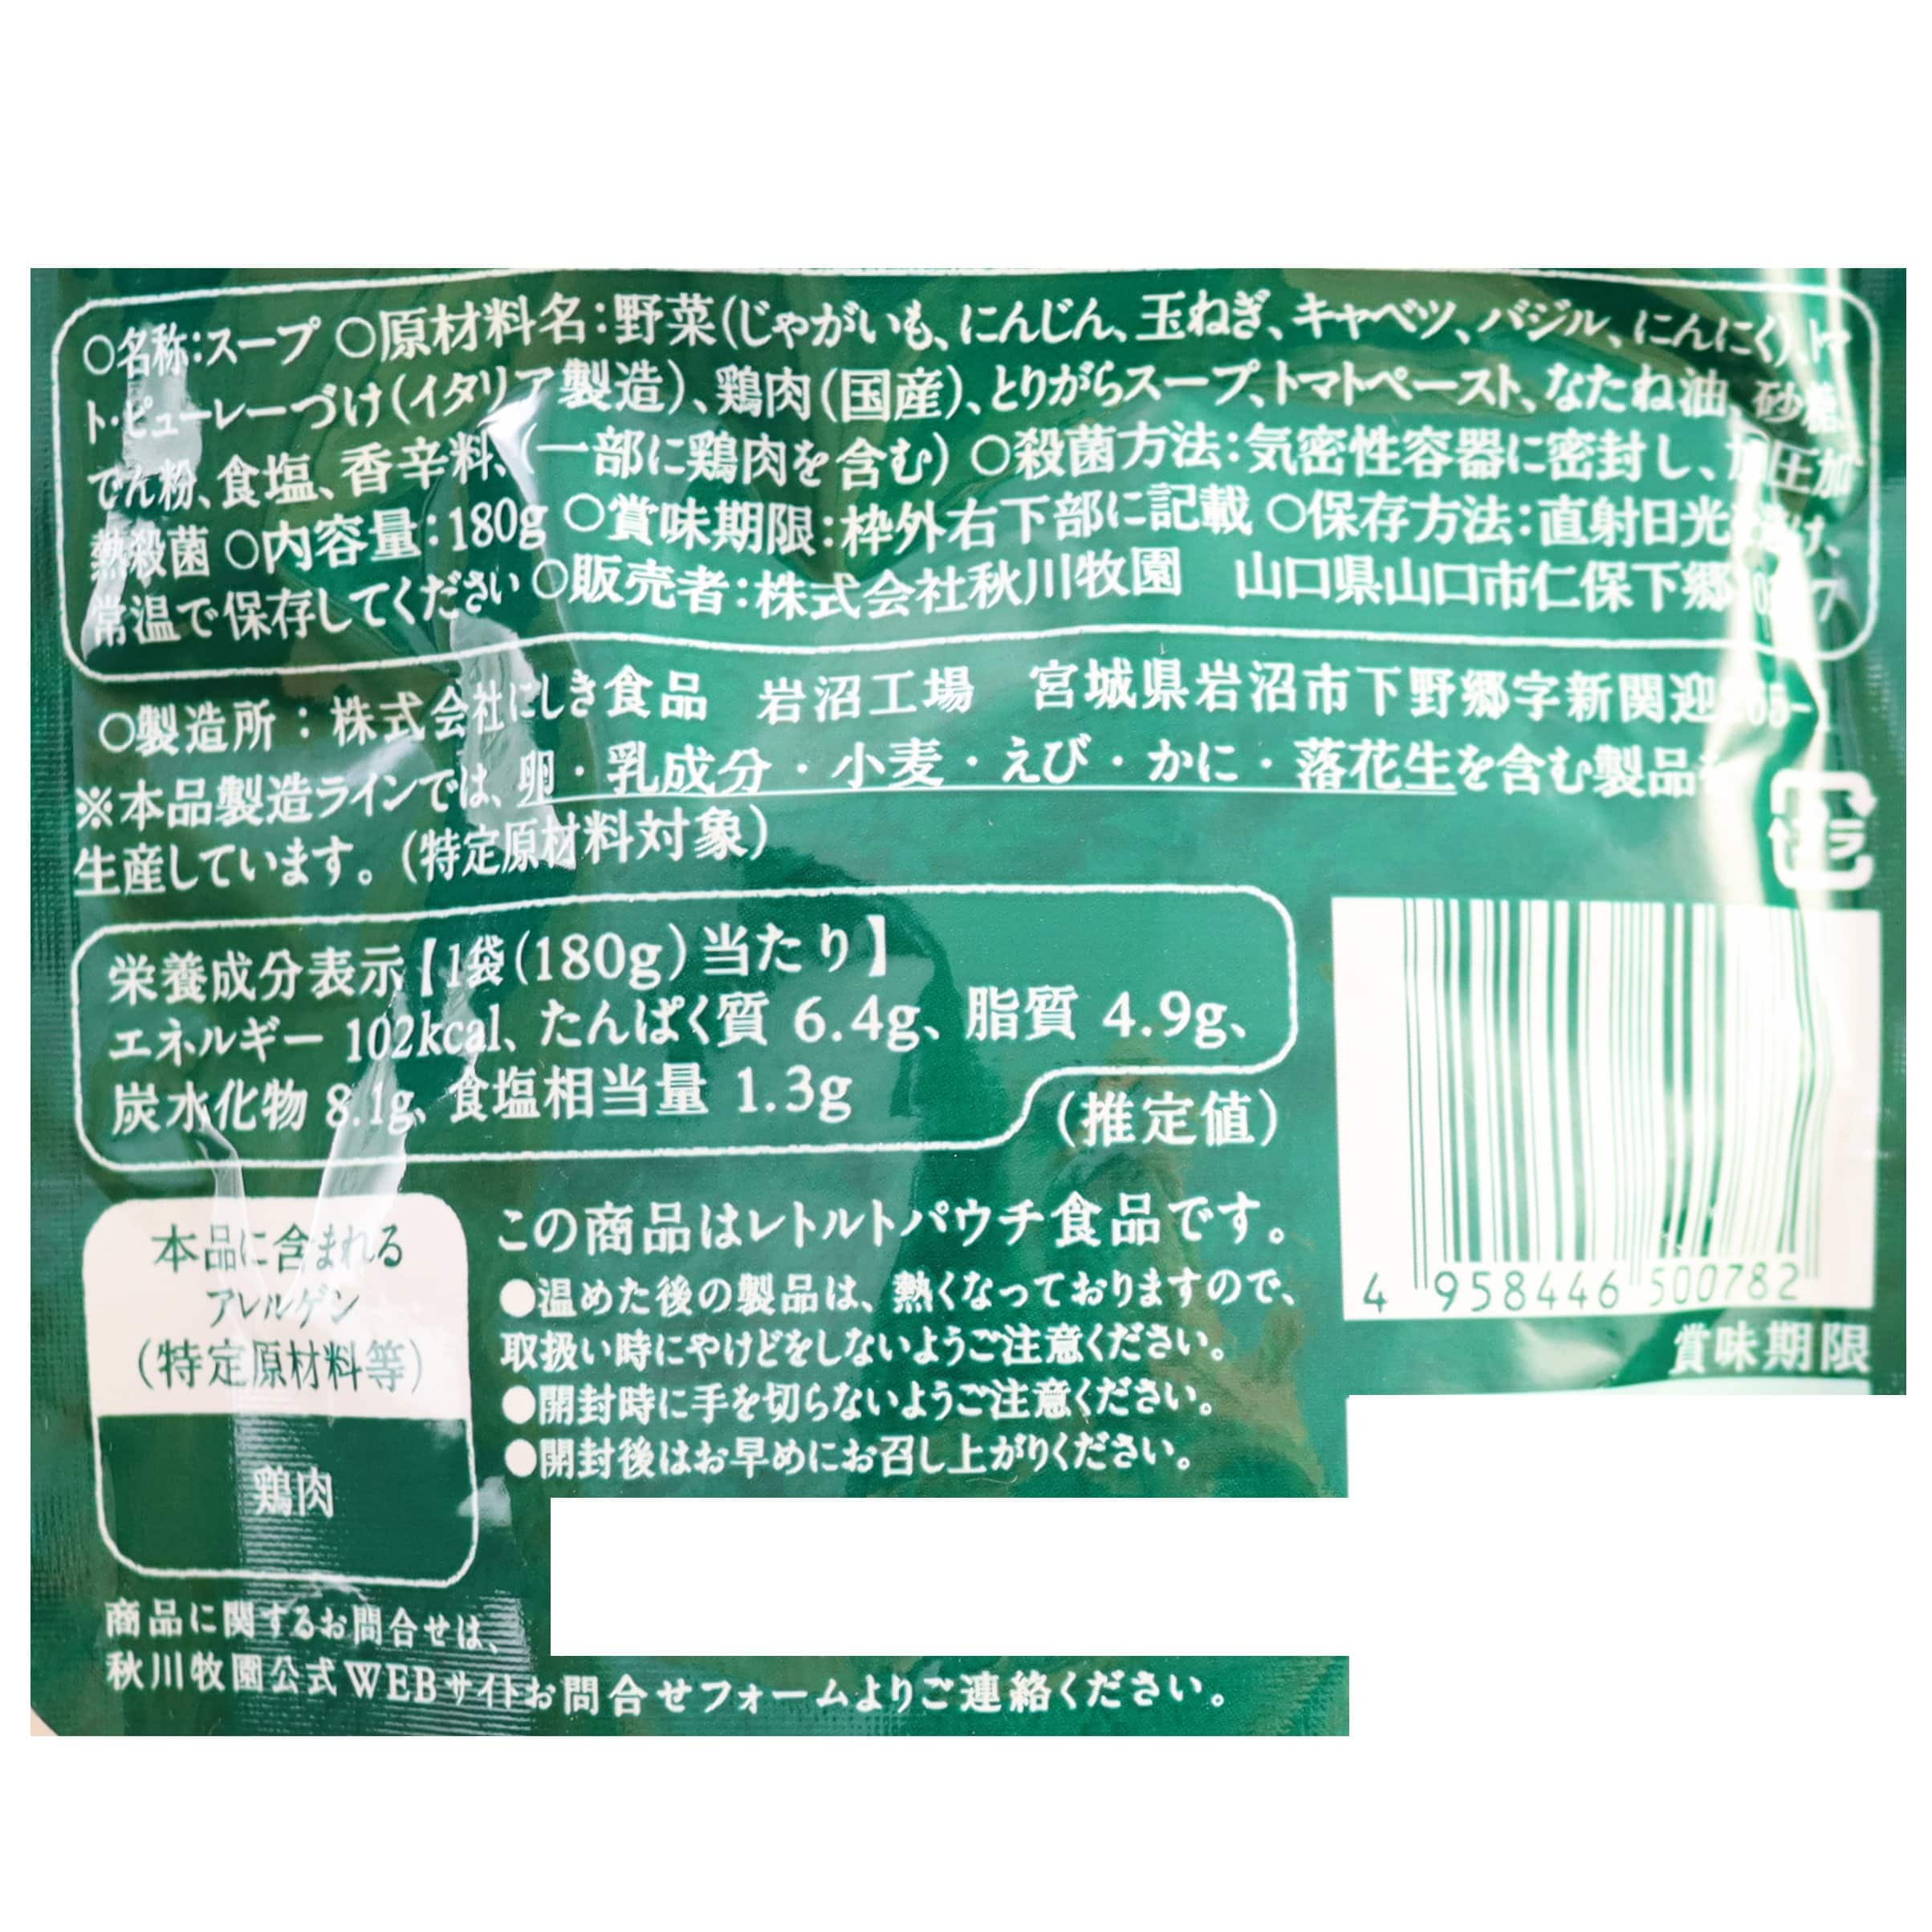 ○名称:スープ ○原材料名:野菜(じゃがいも、にんじん、玉ねぎ、キャベツ、バジル、にんにく)、トマ
ト・ピューレーづけ(イタリア製造)、鶏肉(国産)、とりがらスープ、トマトペースト、なたね油、砂糖、
でん粉、食塩、香辛料、(一部に鶏肉を含む) ○殺菌方法:気密性容器に密封し、加圧加
熱殺菌 ○内容量:180g ○賞味期限:枠外右下部に記載 ○保存方法:直射日光を避け、
常温で保存してください ○販売者:株式会社秋川牧園 山口県山口市仁保下郷
○製造所:株式会社にしき食品 岩沼工場 宮城県岩沼市下野郷字新関迎
※本品製造ラインでは、卵・乳成分・小麦・えび・かに・落花生を含む製品
生産しています。(特定原材料対象)
プラ
栄養成分表示【1袋(180g)当たり】
エネルギー 102kcal、たんぱく質 6.4g、脂質 4.9g、
炭水化物 8.1g、食塩相当量 1.3g
(推定値)
4 958446 500782
賞味期限
本品に含まれる
アレルゲン
(特定原材料等)
鶏肉
この商品はレトルトパウチ食品です。
●温めた後の製品は、熱くなっておりますので、
取扱い時にやけどをしないようご注意ください。
●開封時に手を切らないようご注意ください。
●開封後はお早めにお召し上がりください。
商品に関するお問合せは、
秋川牧園公式WEBサイトお問合せフォームよりご連絡ください。